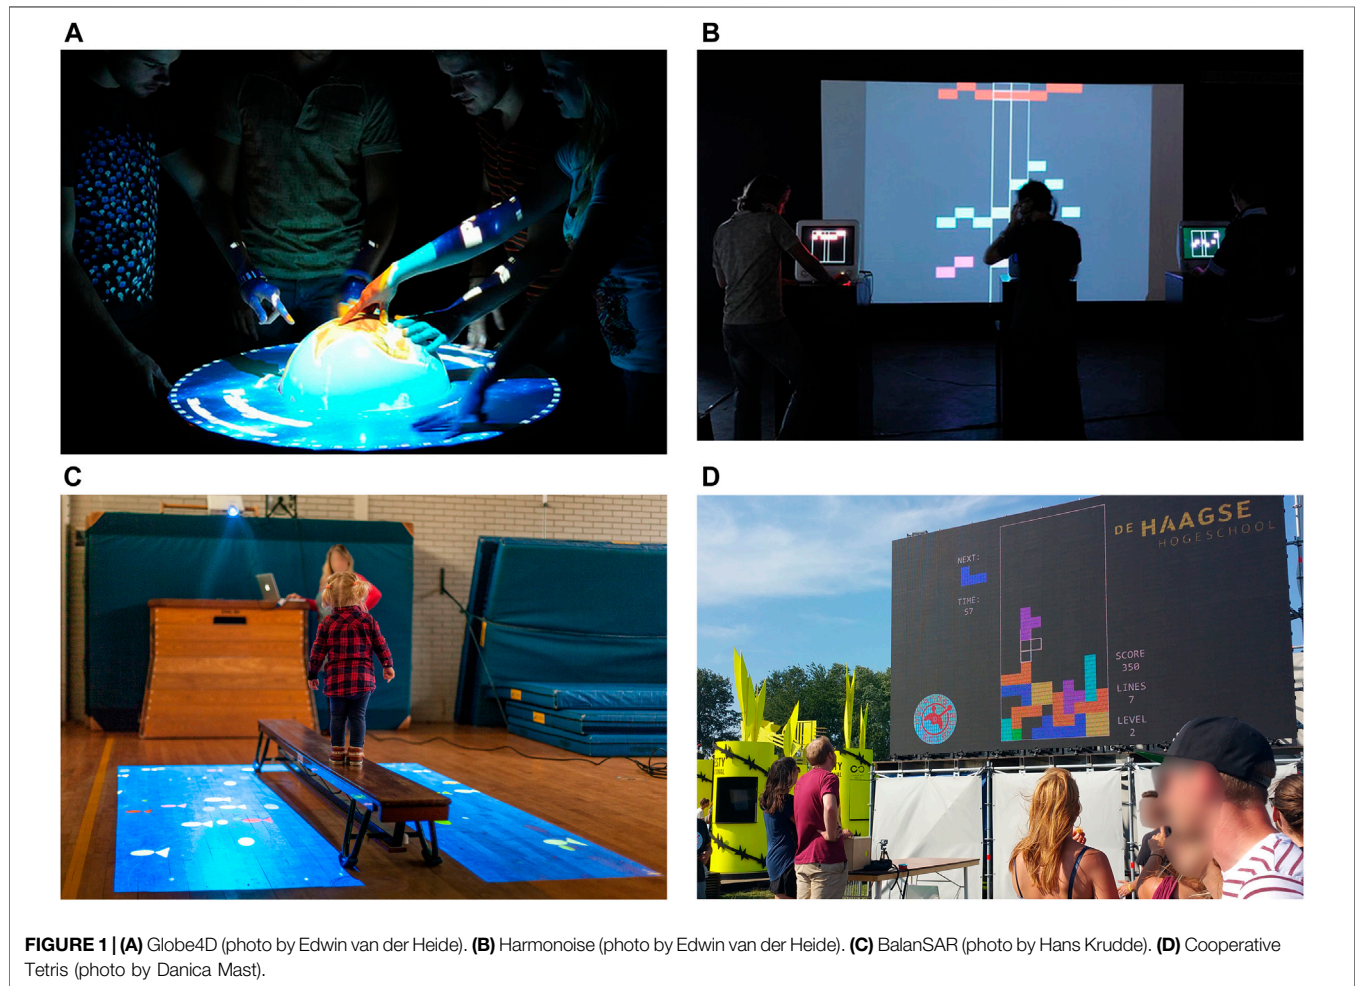 A
B
C
D
DE HAAGSE
HOGESCHOOL
NEXT:
TIME:
57
SCORE
350
LINES
7
LEVEL
2
FIGURE 1 | (A) Globe4D (photo by Edwin van der Heide). (B) Harmonoise (photo by Edwin van der Heide). (C) BalanSAR (photo by Hans Krudde). (D) Cooperative
Tetris (photo by Danica Mast).